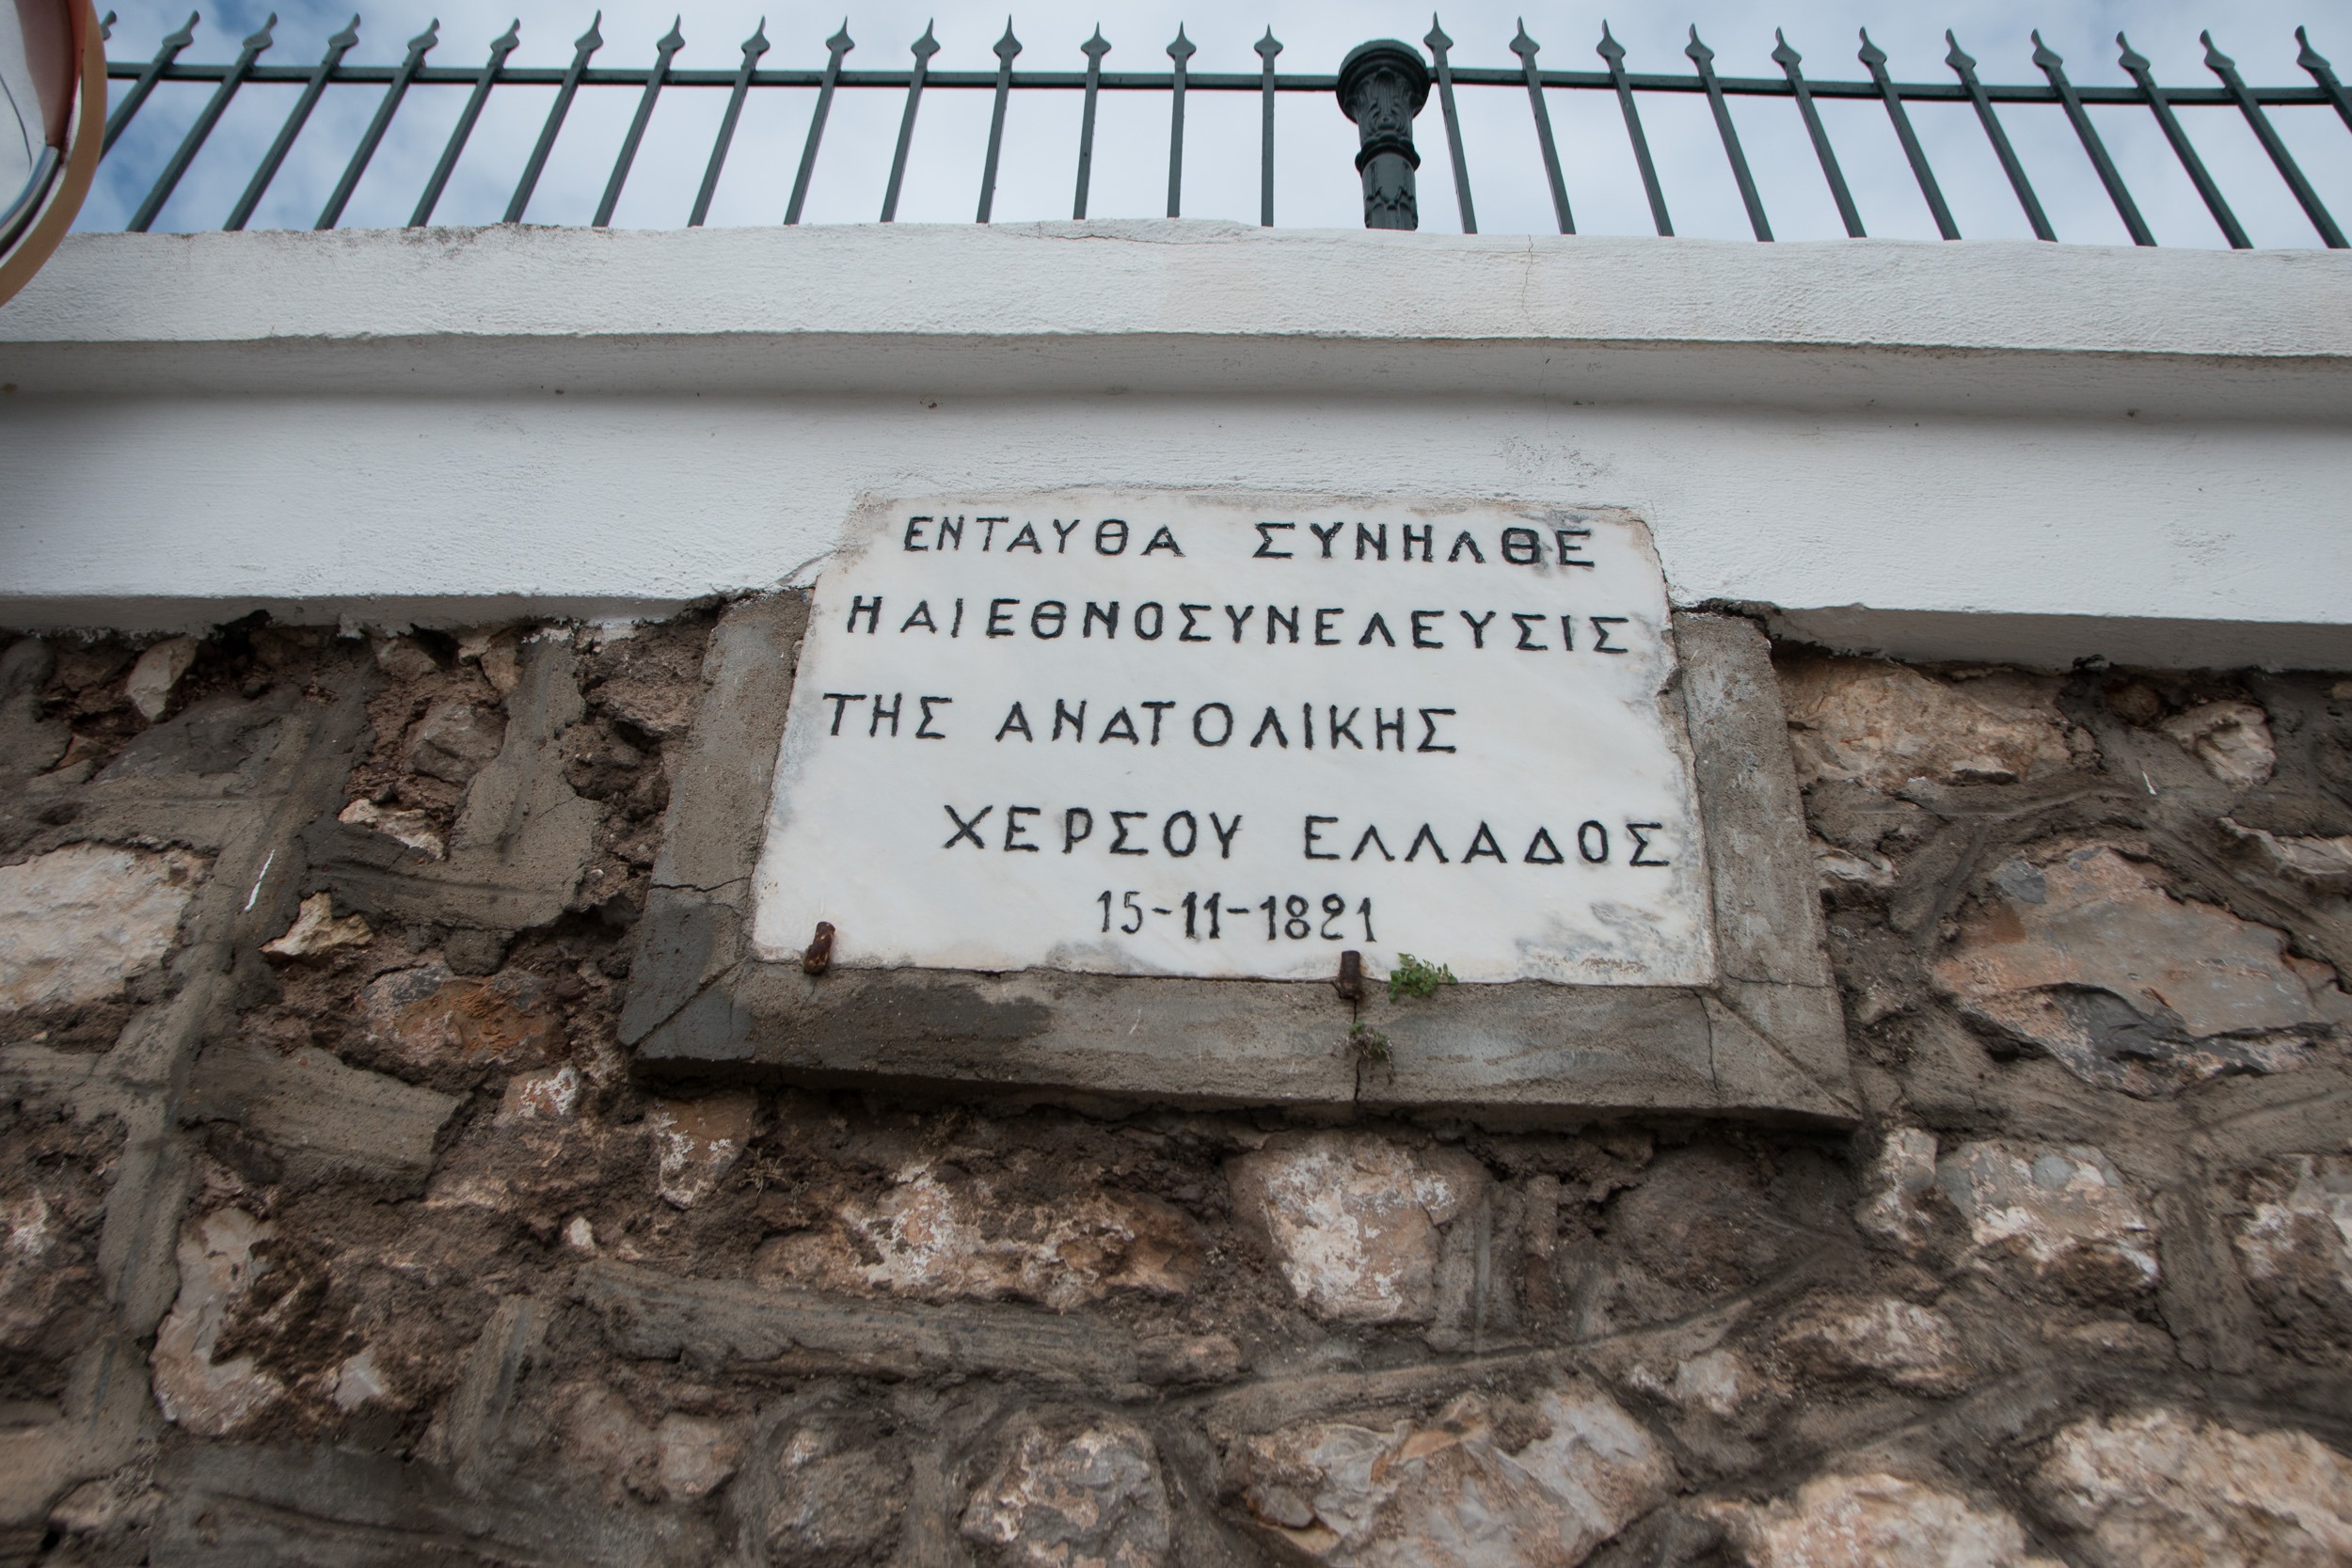 ΕΝΤΑΥΘΑ ΣΥΝΗΛΘΕ
Η ΑΙ ΕΘΝΟΣΥΝΕΛΕΥΣΙΣ
ΤΗΣ ΑΝΑΤΟΛΙΚΗΣ
ΧΕΡΣΟΥ ΕΛΛΑΔΟΣ
15-11-1821